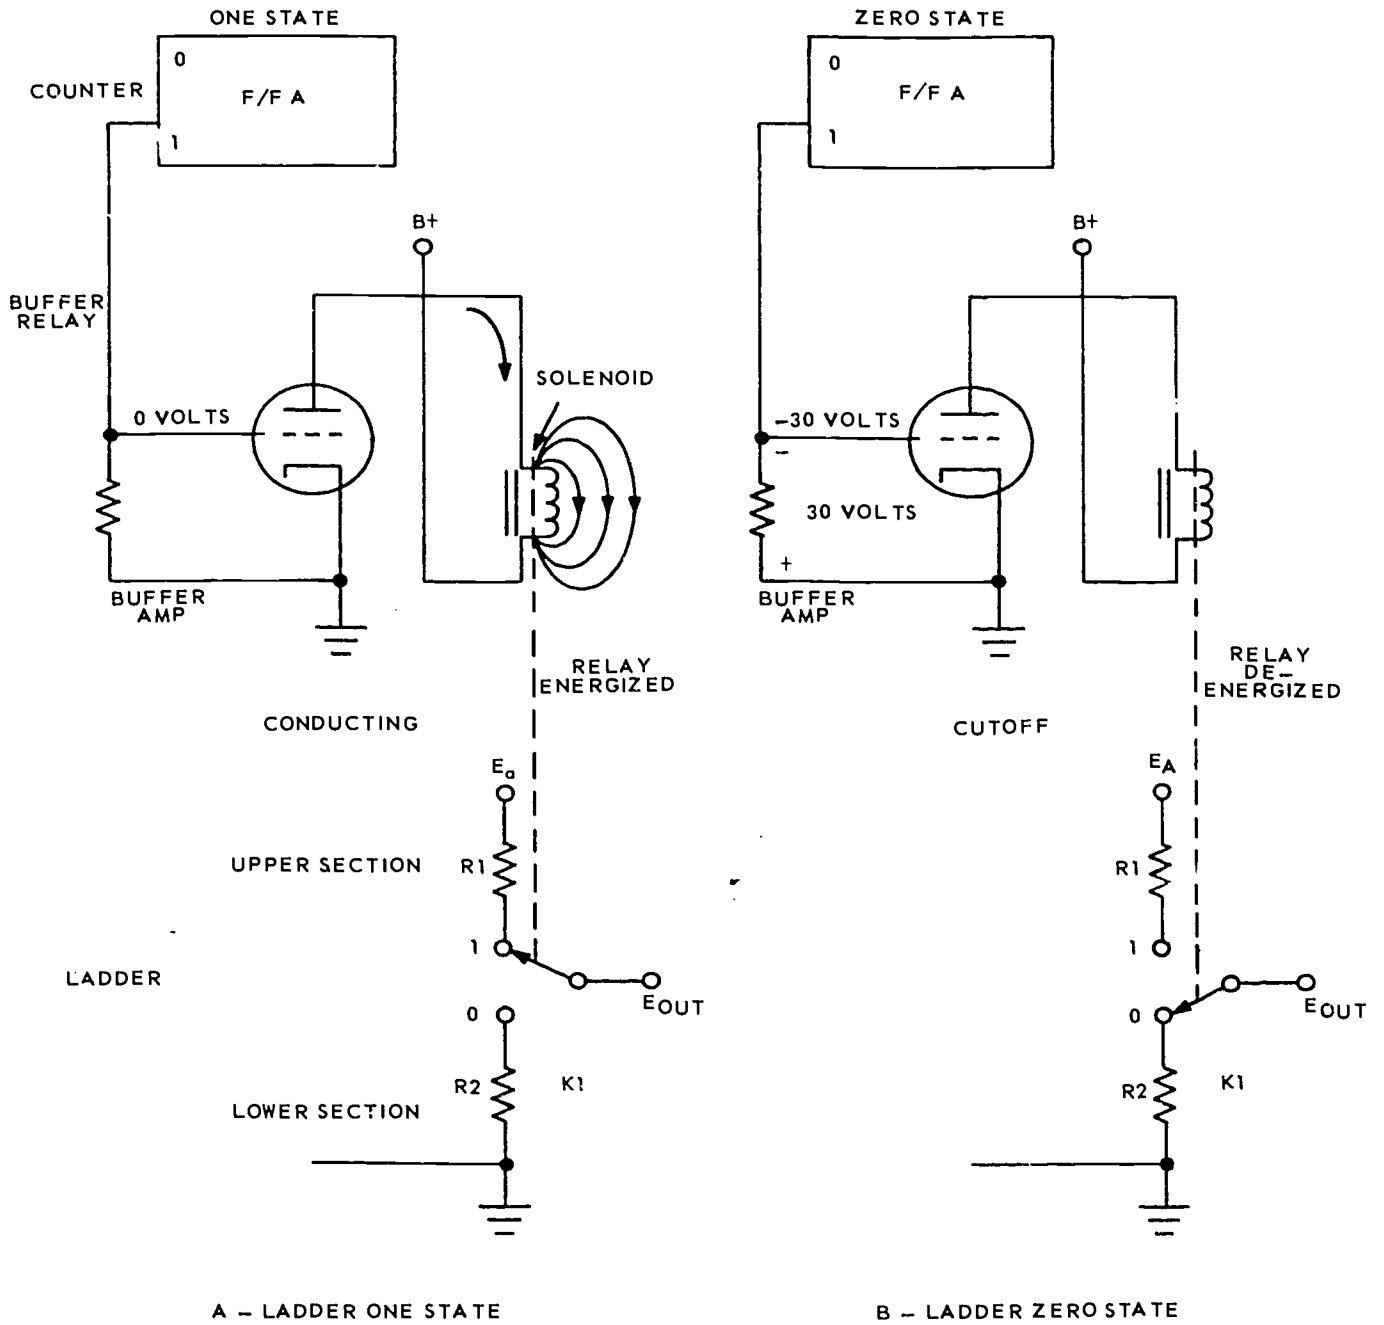 ONE STATE
0
COUNTER
F/F A
1
B+
BUFFER
RELAY
0 VOLTS
SOLENOID
BUFFER
AMP
RELAY
ENERGIZED
CONDUCTING
Ea
UPPER SECTION
R1
1
LADDER
EOUT
0
R2
K1
LOWER SECTION
A – LADDER ONE STATE
ZERO STATE
0
F/F A
1
B+
–30 VOLTS
–
30 VOLTS
+
BUFFER
AMP
RELAY
DE–
ENERGIZED
CUTOFF
EA
R1
1
0
EOUT
R2
K1
B – LADDER ZERO STATE